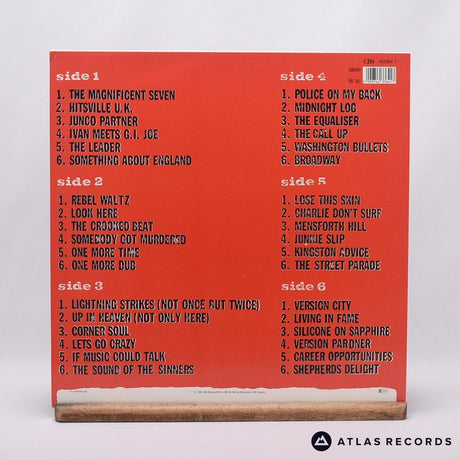 CBS
side 1
1. THE MAGNIFICENT SEVEN
2. HITSVILLE U.K.
3. JUNCO PARTNER
4. IVAN MEETS G.I. JOE
5. THE LEADER
6. SOMETHING ABOUT ENGLAND
side 2
1. REBEL WALTZ
2. LOOK HERE
3. THE CROOKED BEAT
4. SOMEBODY GOT MURDERED
5. ONE MORE TIME
6. ONE MORE DUB
side 3
1. LIGHTNING STRIKES (NOT ONCE BUT TWICE)
2. UP IN HEAVEN (NOT ONLY HERE)
3. CORNER SOUL
4. LETS GO CRAZY
5. IF MUSIC COULD TALK
6. THE SOUND OF THE SINNERS
side 4
1. POLICE ON MY BACK
2. MIDNIGHT LOG
3. THE EQUALISER
4. THE CALL UP
5. WASHINGTON BULLETS
6. BROADWAY
side 5
1. LOSE THIS SKIN
2. CHARLIE DON'T SURF
3. MENSFORTH HILL
4. JUNKIE SLIP
5. KINGSTON ADVICE
6. THE STREET PARADE
side 6
1. VERSION CITY
2. LIVING IN FAME
3. SILICONE ON SAPPHIRE
4. VERSION PARDNER
5. CAREER OPPORTUNITIES
6. SHEPHERDS DELIGHT
ATLAS RECORDS